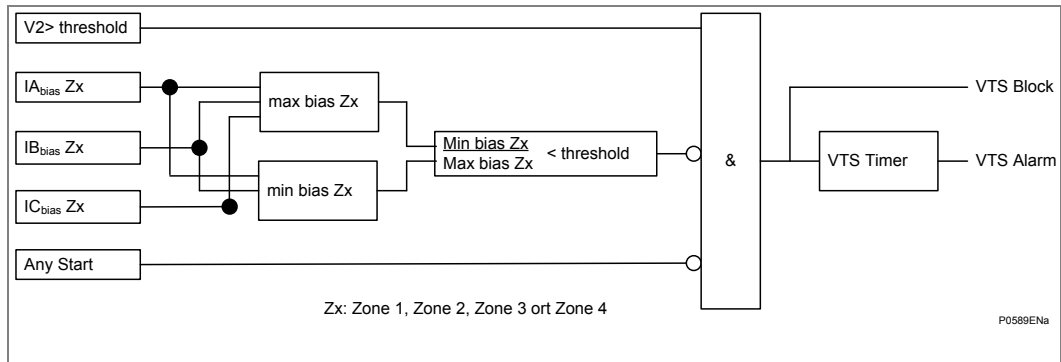 V2> threshold
IAbias Zx
IBbias Zx
ICbias Zx
Any Start
max bias Zx
min bias Zx
Min bias Zx
Max bias Zx
< threshold
&
VTS Block
VTS Timer
VTS Alarm
Zx: Zone 1, Zone 2, Zone 3 ort Zone 4
P0589ENa